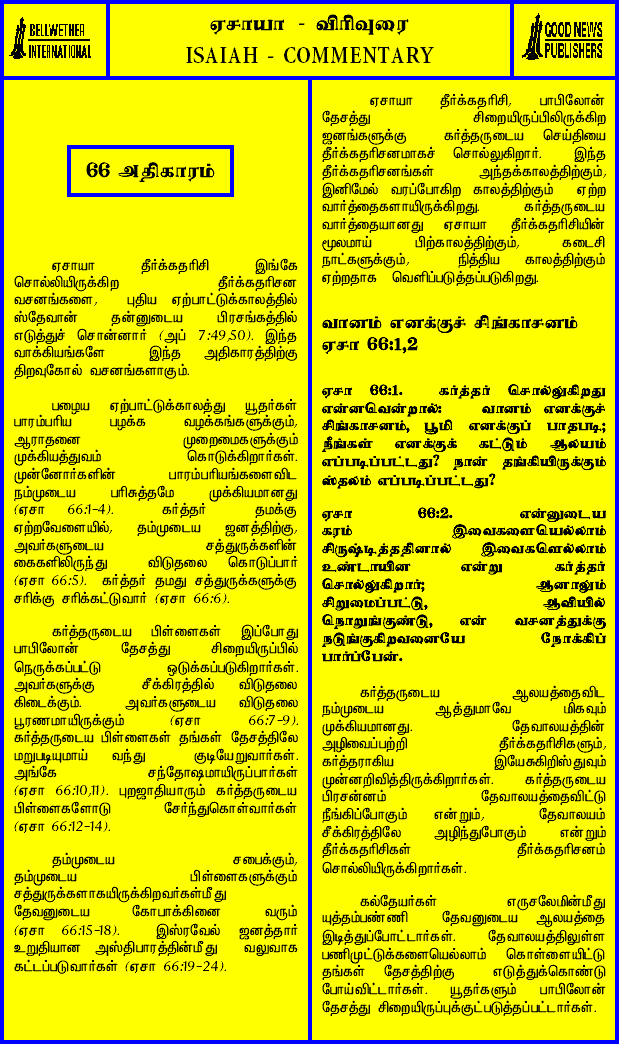 BELLWETHER
INTERNATIONAL
ஏசாயா - விரிவுரை
ISAIAH - COMMENTARY
GOOD NEWS
PUBLISHERS
66 அதிகாரம்
ஏசாயா தீர்க்கதரிசி இங்கே
சொல்லியிருக்கிற தீர்க்கதரிசன
வசனங்களை, புதிய ஏற்பாட்டுக்காலத்தில்
ஸ்தேவான் தன்னுடைய பிரசங்கத்தில்
எடுத்துச் சொன்னார் (அப் 7:49,50). இந்த
வாக்கியங்களே இந்த அதிகாரத்திற்கு
திறவுகோல் வசனங்களாகும்.
பழைய ஏற்பாட்டுக்காலத்து யூதர்கள்
பாரம்பரிய பழக்க வழக்கங்களுக்கும்,
ஆராதனை முறைமைகளுக்கும்
முக்கியத்துவம் கொடுக்கிறார்கள்.
முன்னோர்களின் பாரம்பரியங்களைவிட
நம்முடைய பரிசுத்தமே முக்கியமானது
(ஏசா 66:1-4). கர்த்தர் தமக்கு
ஏற்றவேளையில், தம்முடைய ஜனத்திற்கு,
அவர்களுடைய சத்துருக்களின்
கைகளிலிருந்து விடுதலை கொடுப்பார்
(ஏசா 66:5). கர்த்தர் தமது சத்துருக்களுக்கு
சரிக்கு சரிக்கட்டுவார் (ஏசா 66:6).
கர்த்தருடைய பிள்ளைகள் இப்போது
பாபிலோன் தேசத்து சிறையிருப்பில்
நெருக்கப்பட்டு ஒடுக்கப்படுகிறார்கள்.
அவர்களுக்கு சீக்கிரத்தில் விடுதலை
கிடைக்கும். அவர்களுடைய விடுதலை
பூரணமாயிருக்கும் (ஏசா 66:7-9).
கர்த்தருடைய பிள்ளைகள் தங்கள் தேசத்திலே
மறுபடியுமாய் வந்து குடியேறுவார்கள்.
அங்கே சந்தோஷமாயிருப்பார்கள்
(ஏசா 66:10,11). புறஜாதியாரும் கர்த்தருடைய
பிள்ளைகளோடு சேர்ந்துகொள்வார்கள்
(ஏசா 66:12-14).
தம்முடைய சபைக்கும்,
தம்முடைய பிள்ளைகளுக்கும்
சத்துருக்களாகயிருக்கிறவர்கள்மீது
தேவனுடைய கோபாக்கினை வரும்
(ஏசா 66:15-18). இஸ்ரவேல் ஜனத்தார்
உறுதியான அஸ்திபாரத்தின்மீது வலுவாக
கட்டப்படுவார்கள் (ஏசா 66:19-24).
ஏசாயா தீர்க்கதரிசி, பாபிலோன்
தேசத்து சிறையிருப்பிலிருக்கிற
ஜனங்களுக்கு கர்த்தருடைய செய்தியை
தீர்க்கதரிசனமாகச் சொல்லுகிறார். இந்த
தீர்க்கதரிசனங்கள் அந்தக்காலத்திற்கும்,
இனிமேல் வரப்போகிற காலத்திற்கும் ஏற்ற
வார்த்தைகளாயிருக்கிறது. கர்த்தருடைய
வார்த்தையானது ஏசாயா தீர்க்கதரிசியின்
மூலமாய் பிற்காலத்திற்கும், கடைசி
நாட்களுக்கும், நித்திய காலத்திற்கும்
ஏற்றதாக வெளிப்படுத்தப்படுகிறது.
வானம் எனக்குச் சிங்காசனம்
ஏசா 66:1,2
ஏசா 66:1. கர்த்தர் சொல்லுகிறது
என்னவென்றால்: வானம் எனக்குச்
சிங்காசனம், பூமி எனக்குப் பாதபடி;
நீங்கள் எனக்குக் கட்டும் ஆலயம்
எப்படிப்பட்டது? நான் தங்கியிருக்கும்
ஸ்தலம் எப்படிப்பட்டது?
ஏசா 66:2. என்னுடைய
கரம் இவைகளையெல்லாம்
சிருஷ்டித்ததினால் இவைகளெல்லாம்
உண்டாயின என்று கர்த்தர்
சொல்லுகிறார்; ஆனாலும்
சிறுமைப்பட்டு, ஆவியில்
நொறுங்குண்டு, என் வசனத்துக்கு
நடுங்குகிறவனையே நோக்கிப்
பார்ப்பேன்.
கர்த்தருடைய ஆலயத்தைவிட
நம்முடைய ஆத்துமாவே மிகவும்
முக்கியமானது. தேவாலயத்தின்
அழிவைப்பற்றி தீர்க்கதரிசிகளும்,
கர்த்தராகிய இயேசுகிறிஸ்துவும்
முன்னறிவித்திருக்கிறார்கள். கர்த்தருடைய
பிரசன்னம் தேவாலயத்தைவிட்டு
நீங்கிப்போகும் என்றும், தேவாலயம்
சீக்கிரத்திலே அழிந்துபோகும் என்றும்
தீர்க்கதரிசிகள் தீர்க்கதரிசனம்
சொல்லியிருக்கிறார்கள்.
கல்தேயர்கள் எருசலேமின்மீது
யுத்தம்பண்ணி தேவனுடைய ஆலயத்தை
இடித்துப்போட்டார்கள். தேவாலயத்திலுள்ள
பணிமுட்டுக்களையெல்லாம் கொள்ளையிட்டு
தங்கள் தேசத்திற்கு எடுத்துக்கொண்டு
போய்விட்டார்கள். யூதர்களும் பாபிலோன்
தேசத்து சிறையிருப்புக்குட்படுத்தப்பட்டார்கள்.